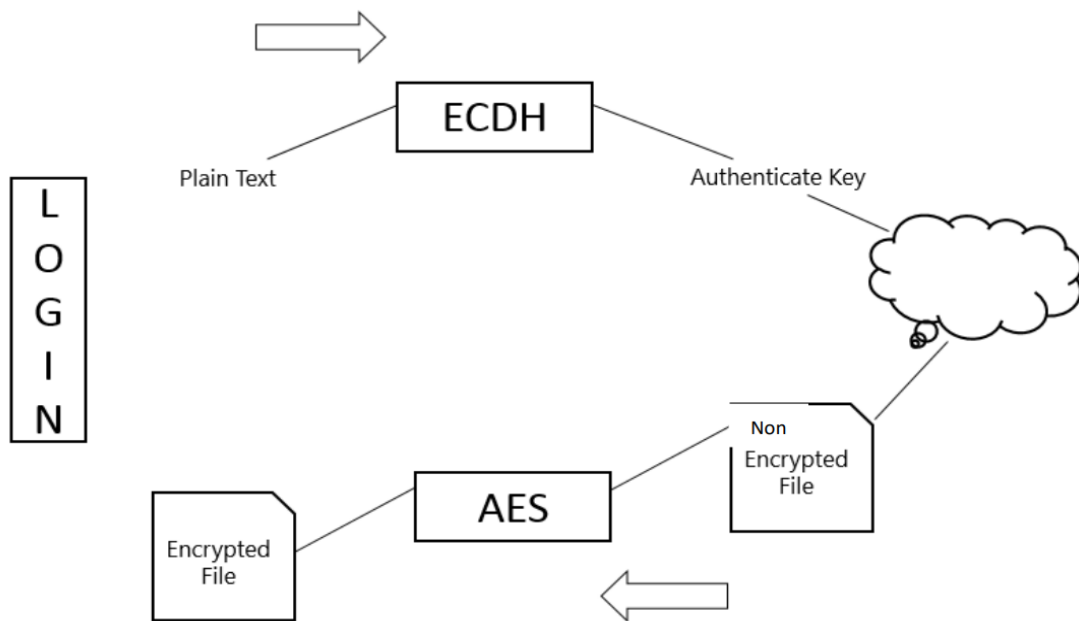 ECDH
Plain Text
Authenticate Key
L
O
G
I
N
Non
Encrypted
File
AES
Encrypted
File